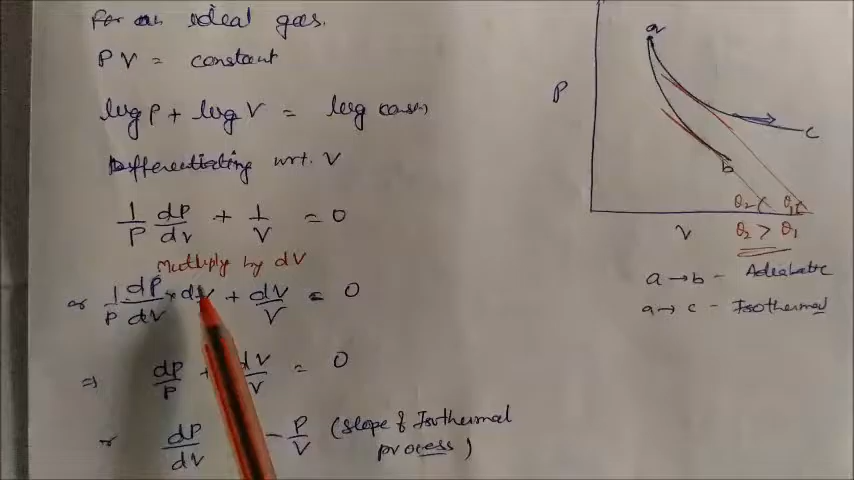 For an ideal gas.
PV = constant
log P + log V = log cons
Differentiating wrt. V
1/P dP/dV + 1/V = 0
Multiply by dV
or 1/P dP/dV × dV + dV/V = 0
⇒ dP/P + dV/V = 0
or dP/dV - P/V (slope of Isothermal
process)
a
P
c
b
θ2 θ1
V θ2 > θ1
a → b - Adiabatic
a → c - Isothermal